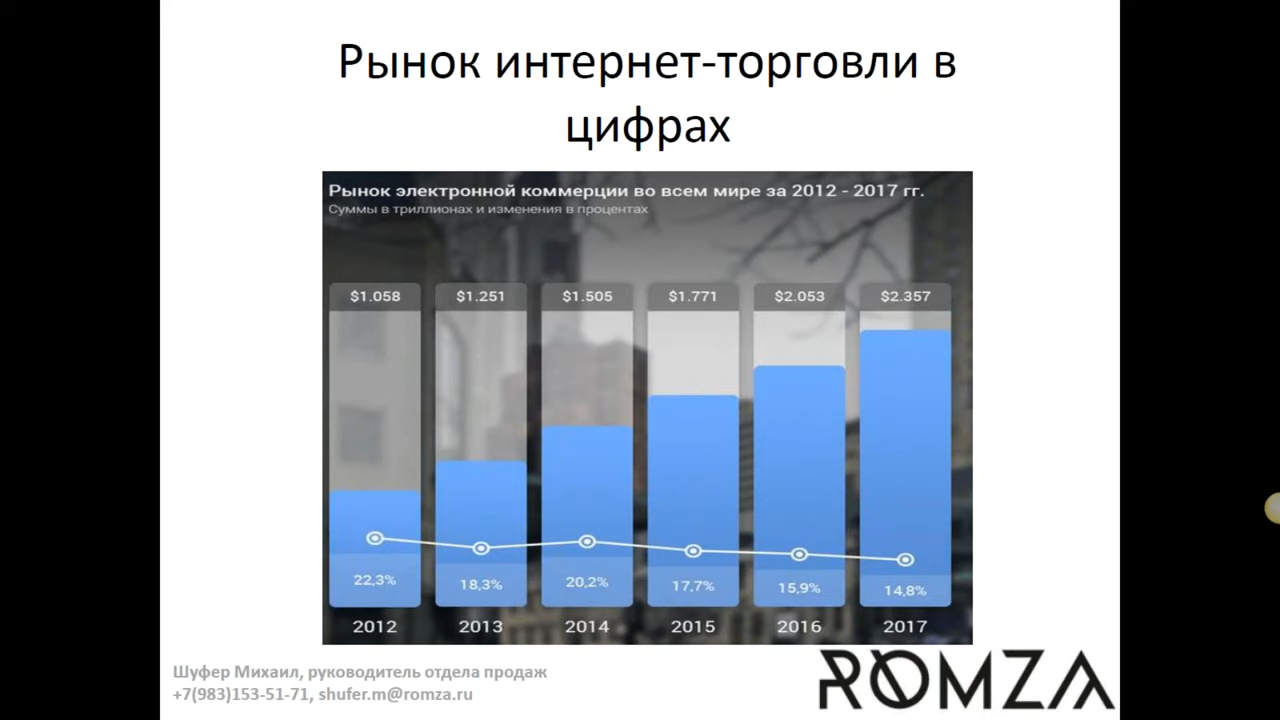 Рынок интернет-торговли в
цифрах
Рынок электронной коммерции во всем мире за 2012 - 2017 гг.
Суммы в триллионах и изменения в процентах
$1.058 $1.251 $1.505 $1.771 $2.053 $2.357
22,3% 18,3% 20,2% 17,7% 15,9% 14,8%
2012 2013 2014 2015 2016 2017
Шуфер Михаил, руководитель отдела продаж
+7(983)153-51-71, shufer.m@romza.ru
ROMZA